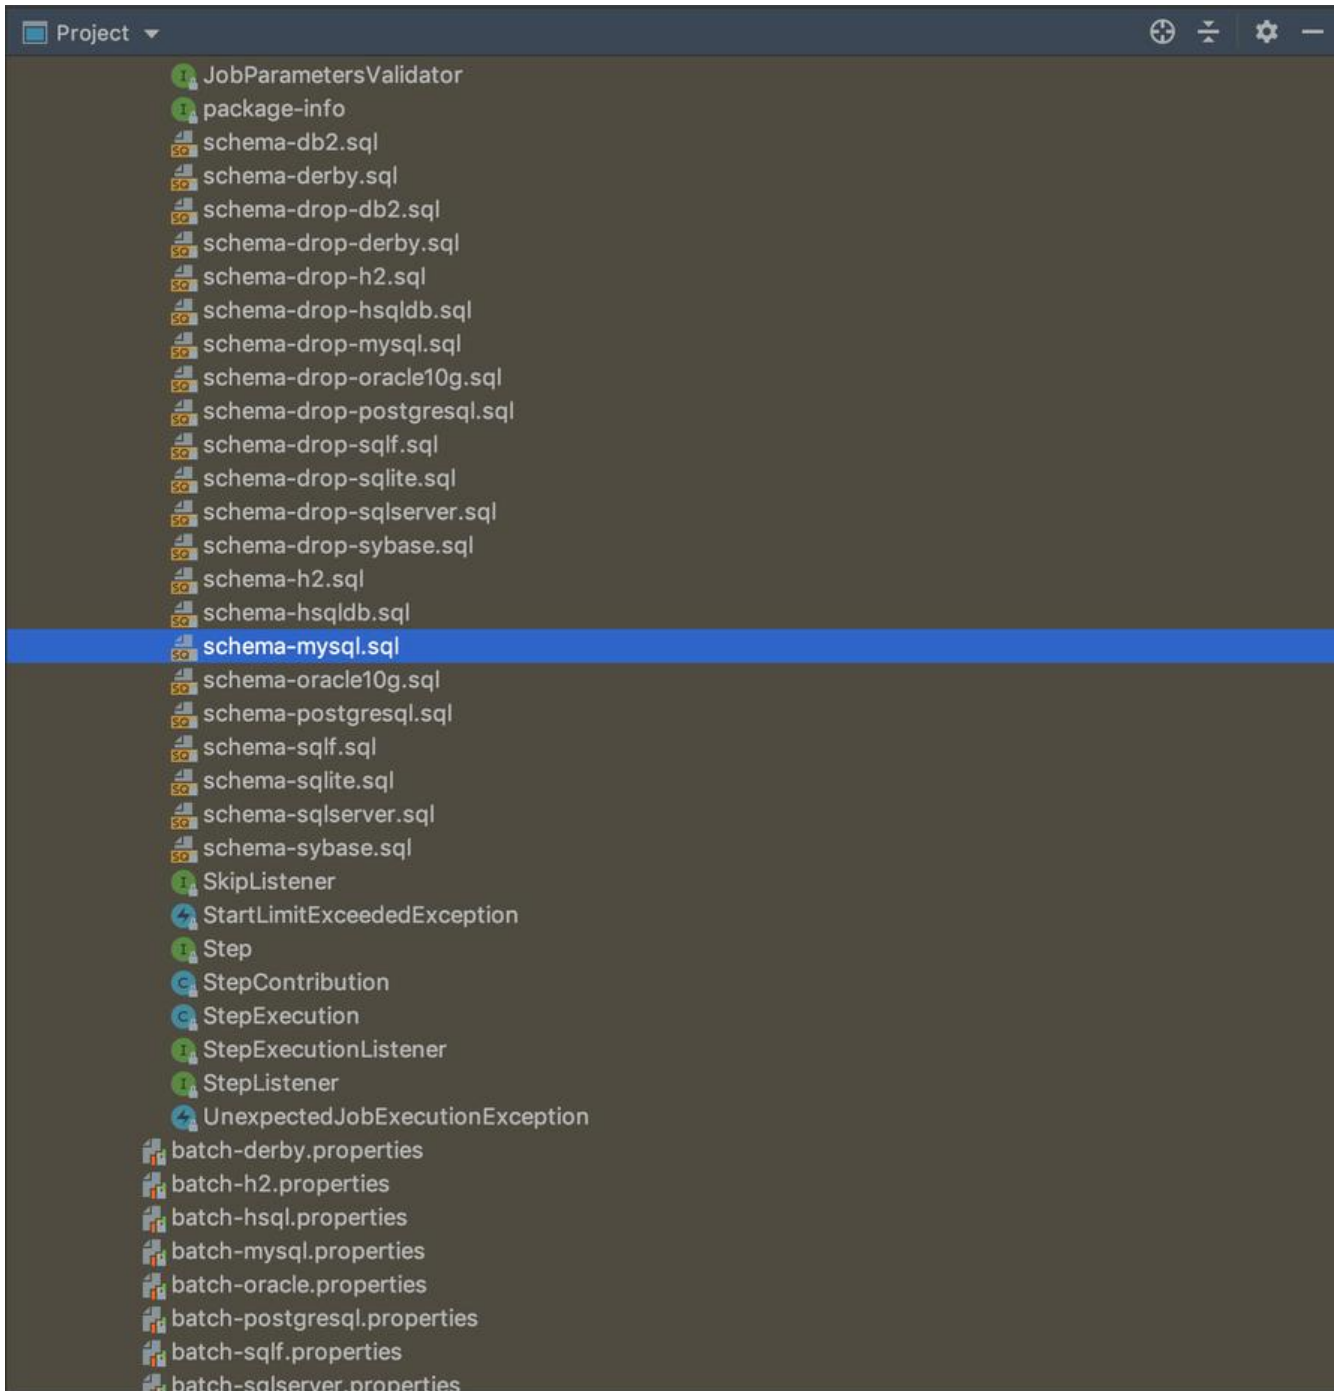 Project
JobParametersValidator
package-info
schema-db2.sql
schema-derby.sql
schema-drop-db2.sql
schema-drop-derby.sql
schema-drop-h2.sql
schema-drop-hsqldb.sql
schema-drop-mysql.sql
schema-drop-oracle10g.sql
schema-drop-postgresql.sql
schema-drop-sqlf.sql
schema-drop-sqlite.sql
schema-drop-sqlserver.sql
schema-drop-sybase.sql
schema-h2.sql
schema-hsqldb.sql
schema-mysql.sql
schema-oracle10g.sql
schema-postgresql.sql
schema-sqlf.sql
schema-sqlite.sql
schema-sqlserver.sql
schema-sybase.sql
SkipListener
StartLimitExceededException
Step
StepContribution
StepExecution
StepExecutionListener
StepListener
UnexpectedJobExecutionException
batch-derby.properties
batch-h2.properties
batch-hsql.properties
batch-mysql.properties
batch-oracle.properties
batch-postgresql.properties
batch-sqlf.properties
batch-sqlserver.properties